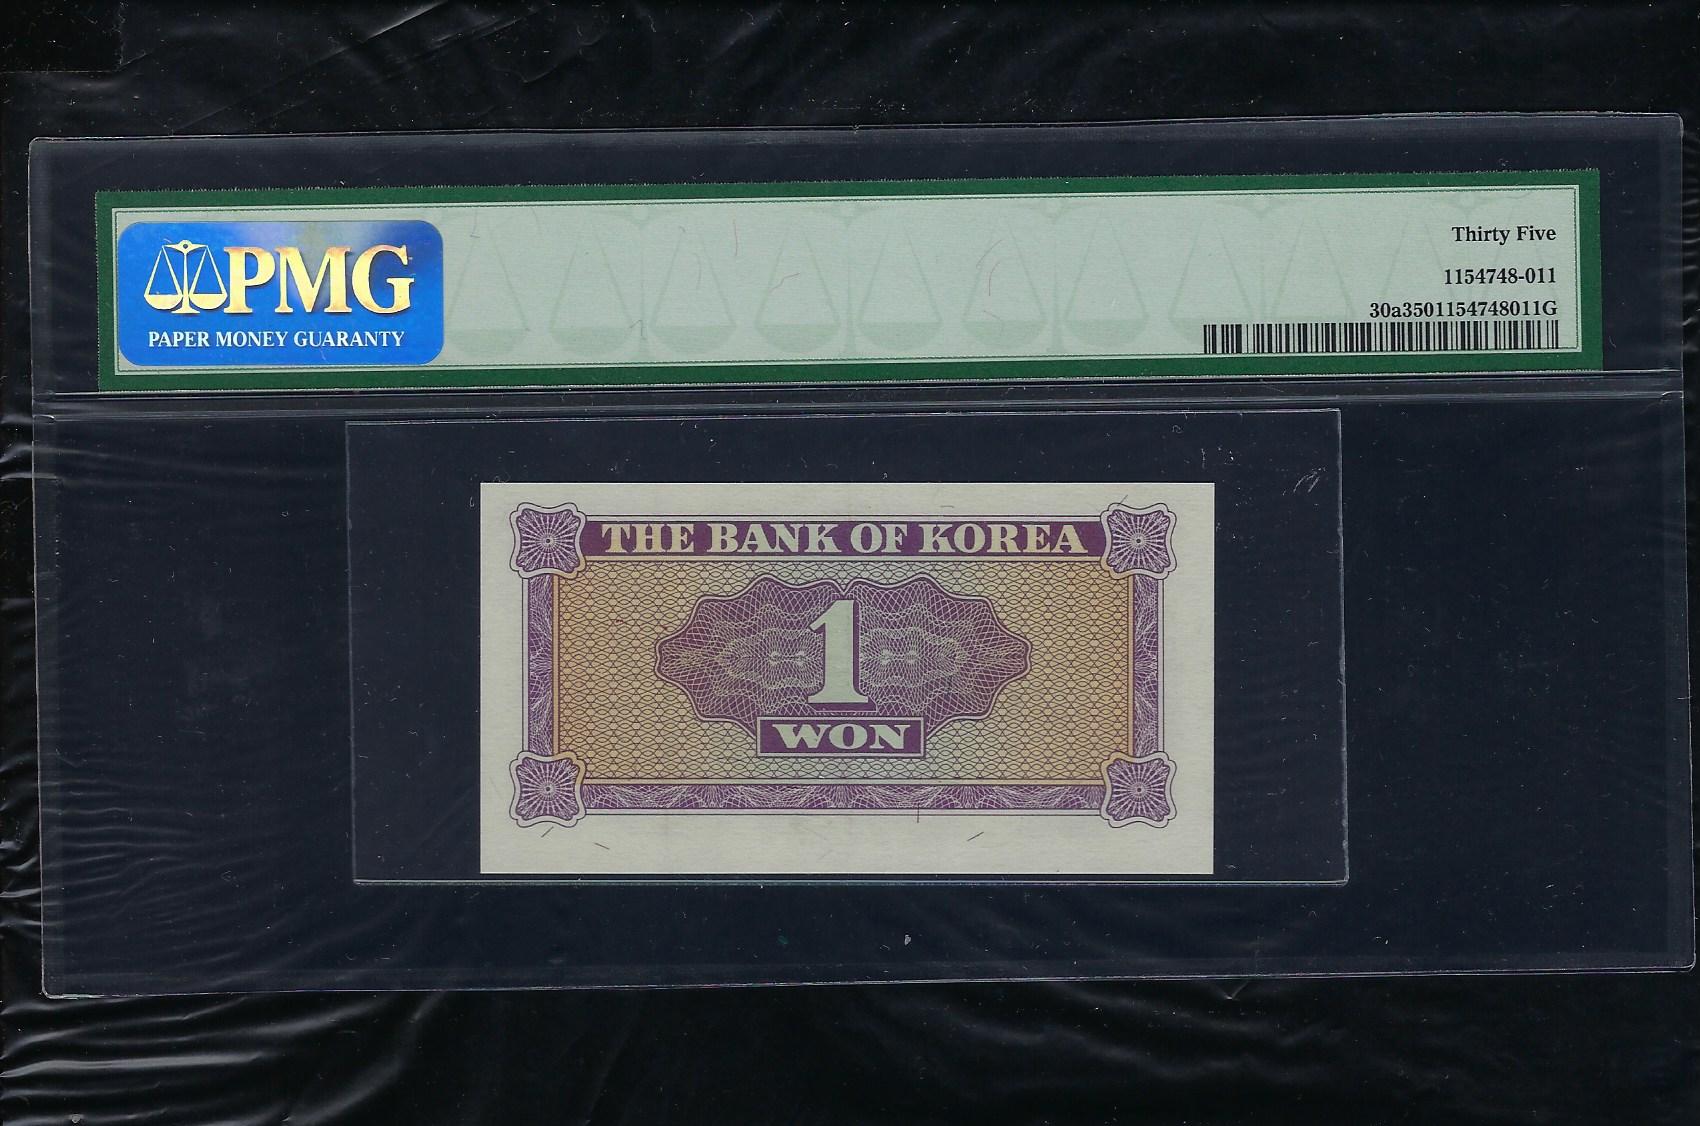 PMG
PAPER MONEY GUARANTY
Thirty Five
1154748-011
30a3501154748011G
THE BANK OF KOREA
1
WON